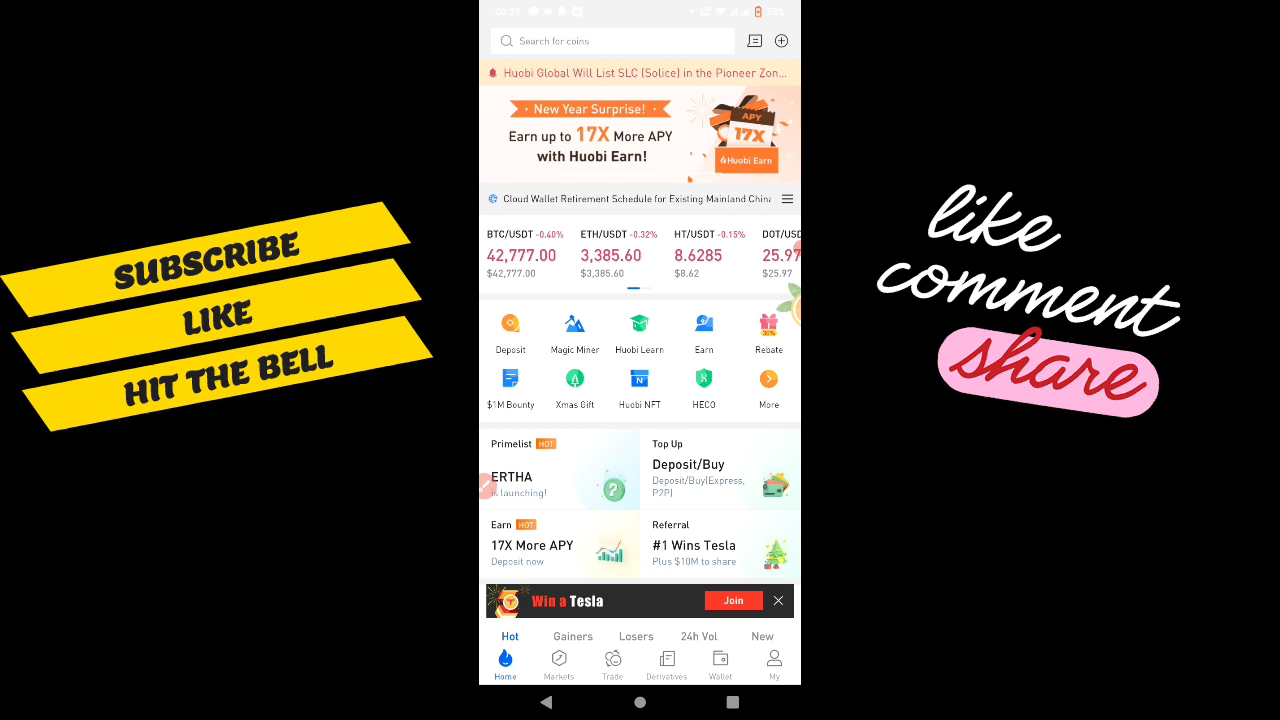 SUBSCRIBE
LIKE
HIT THE BELL
Search for coins
Huobi Global Will List SLC (Solice) in the Pioneer Zon...
New Year Surprise!
Earn up to 17X More APY
with Huobi Earn!
APY
17X
Huobi Earn
Cloud Wallet Retirement Schedule for Existing Mainland China
BTC/USDT -0.40% ETH/USDT -0.32% HT/USDT -0.15% DOT/USD
42,777.00 3,385.60 8.6285 25.97
$42,777.00 $3,385.60 $8.62 $25.97
30%
Deposit Magic Miner Huobi Learn Earn Rebate
$1M Bounty Xmas Gift Huobi NFT HECO More
Primelist HOT
ERTHA
is launching!
Top Up
Deposit/Buy
Deposit/Buy(Express,
P2P)
Earn HOT
17X More APY
Deposit now
Referral
#1 Wins Tesla
Plus $10M to share
Win a Tesla
Join
Hot Gainers Losers 24h Vol New
Home Markets Trade Derivatives Wallet My
like
comment
share